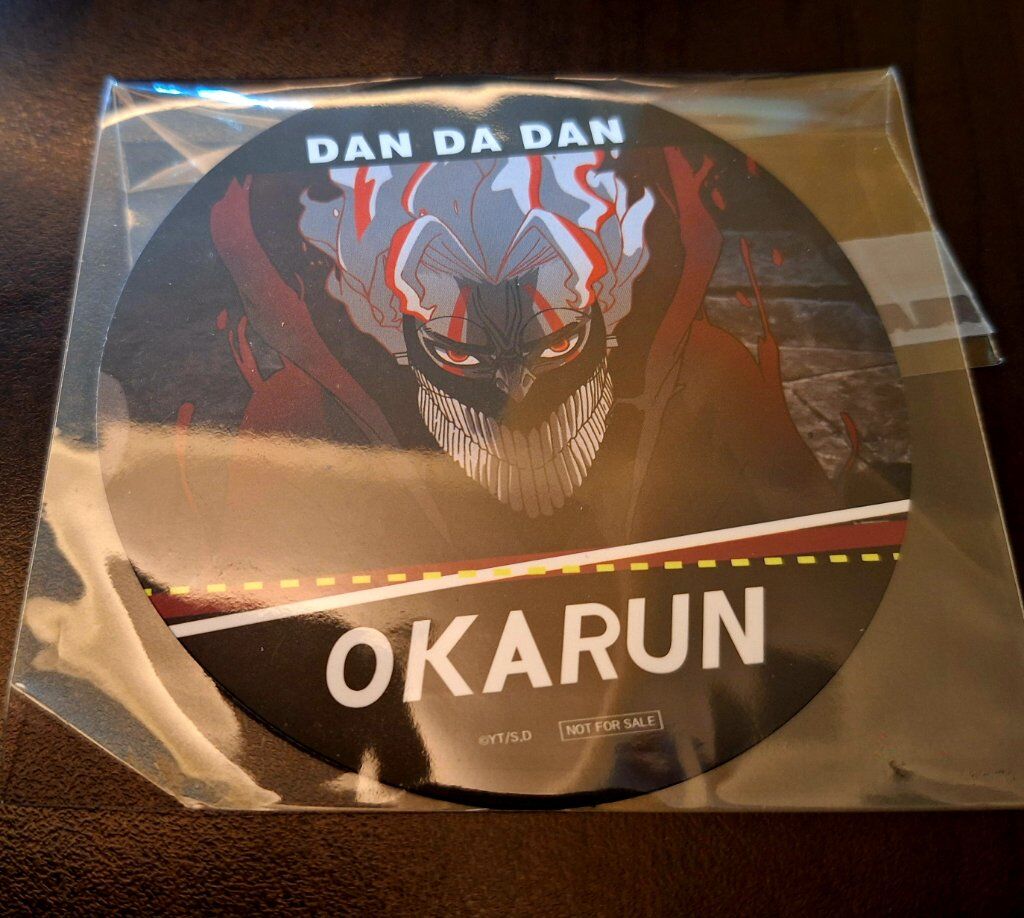 DAN DA DAN
OKARUN
©YT/S,D
NOT FOR SALE